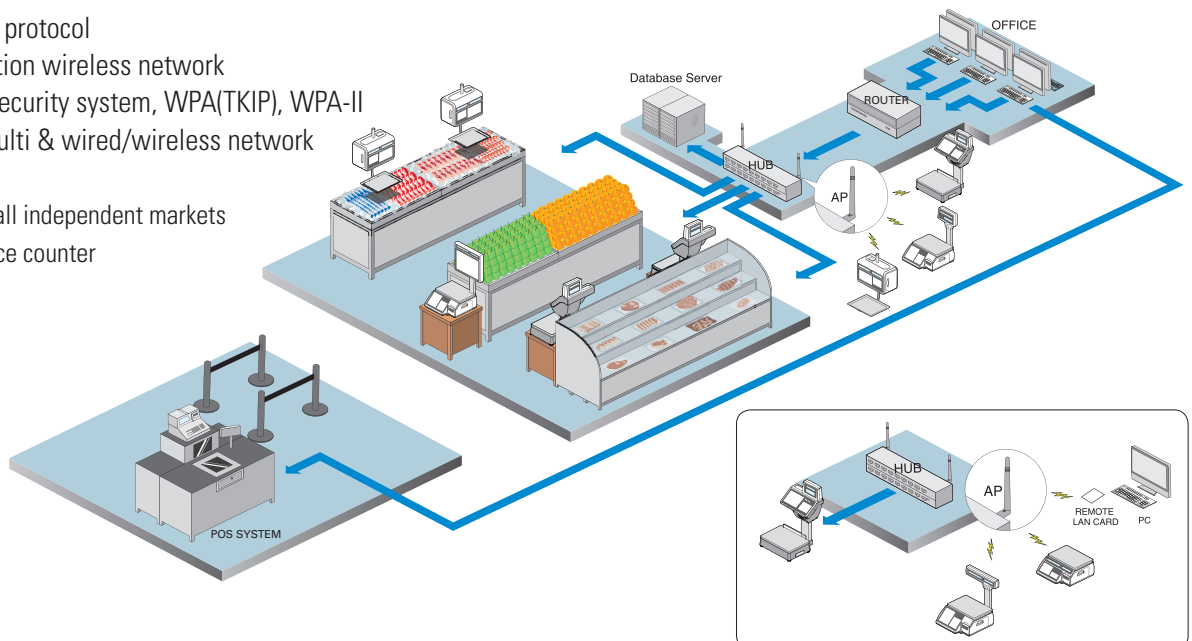 protocol
tion wireless network
ecurity system, WPA(TKIP), WPA-II
ulti & wired/wireless network
all independent markets
ce counter
OFFICE
Database Server
ROUTER
HUB
AP
POS SYSTEM
HUB
AP
REMOTE
LAN CARD
PC